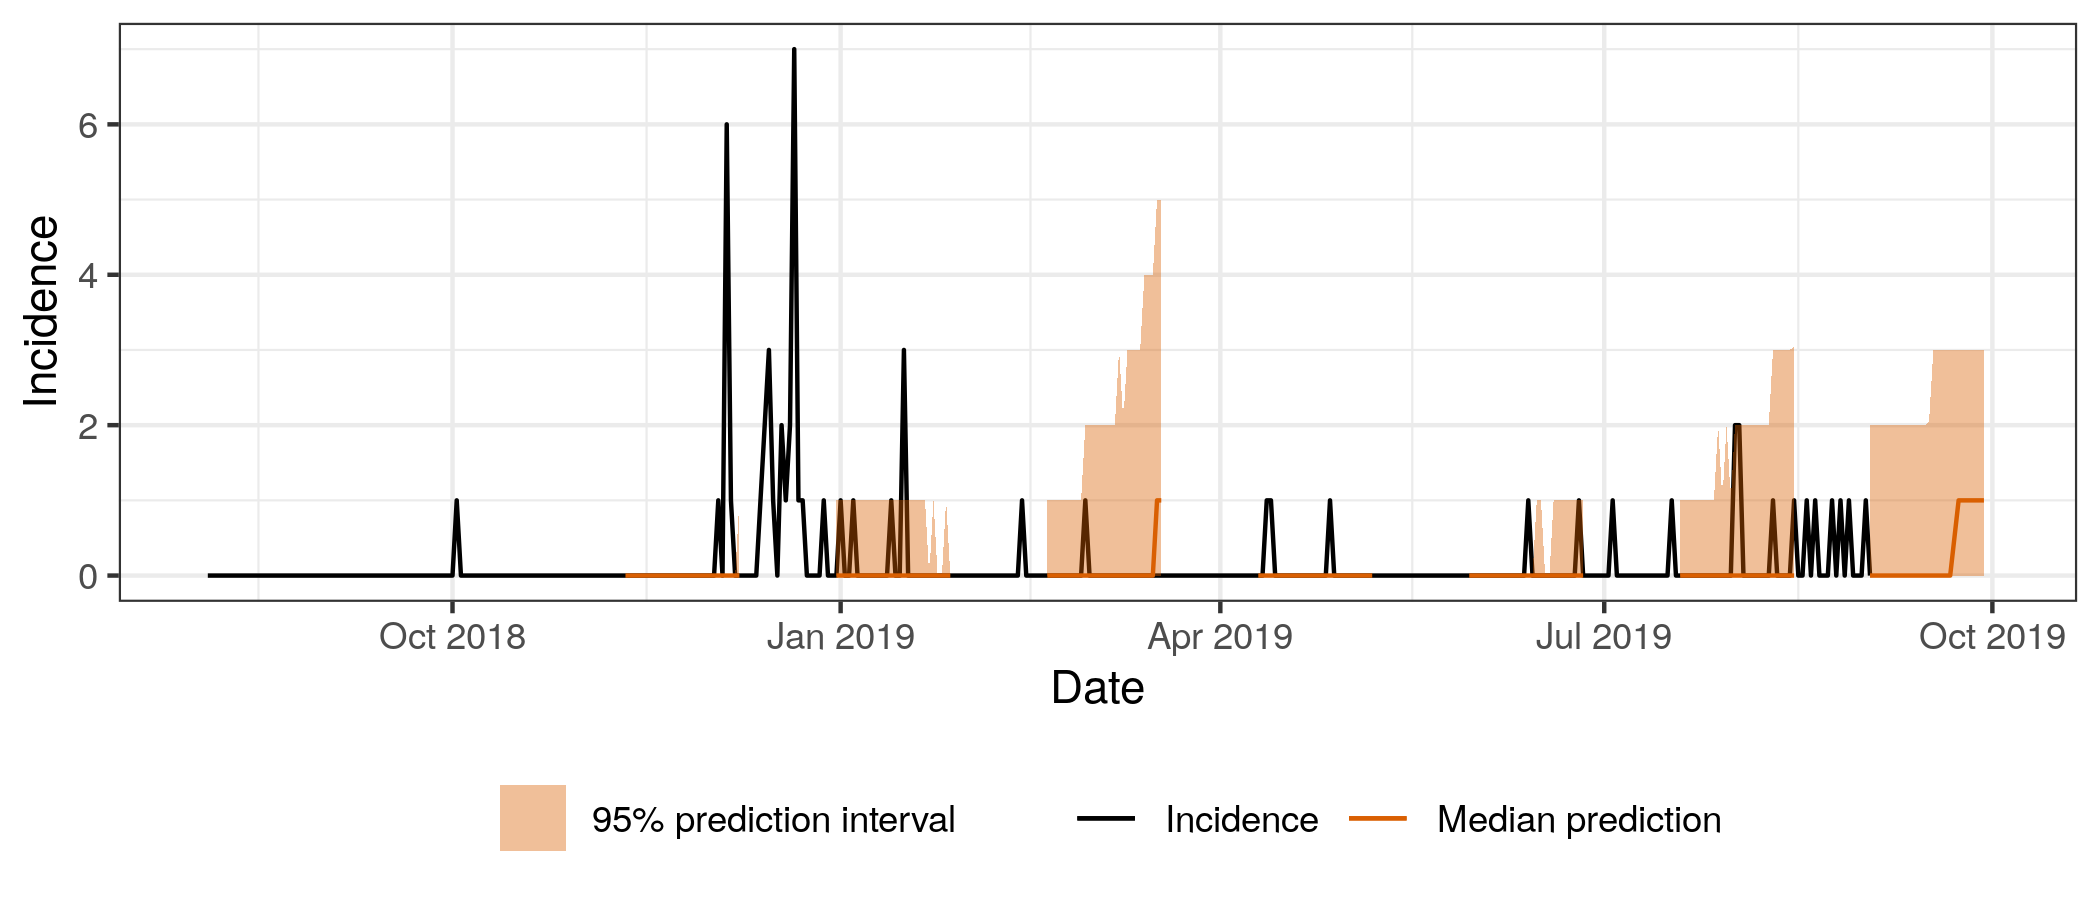 6
4
2
0
Incidence
Oct 2018
Jan 2019
Apr 2019
Jul 2019
Oct 2019
Date
95% prediction interval
Incidence
Median prediction